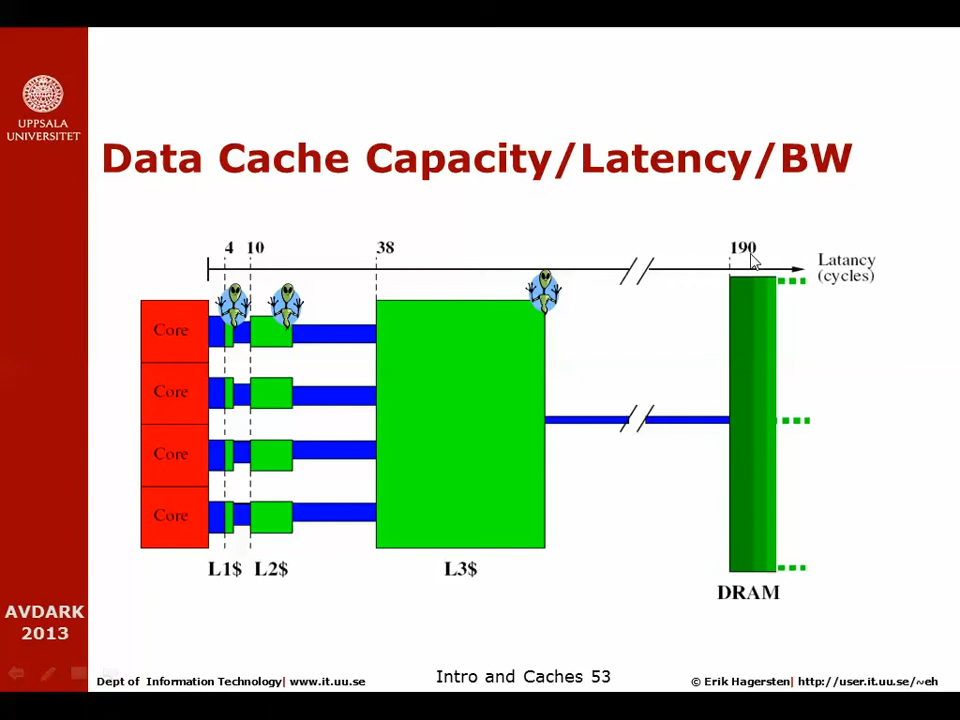 UPPSALA
UNIVERSITET
Data Cache Capacity/Latency/BW
4 10 38 190
Latancy
(cycles)
Core
Core
Core
Core
L1$ L2$ L3$
DRAM
AVDARK
2013
Dept of Information Technology| www.it.uu.se
Intro and Caches 53
© Erik Hagersten| http://user.it.uu.se/~eh